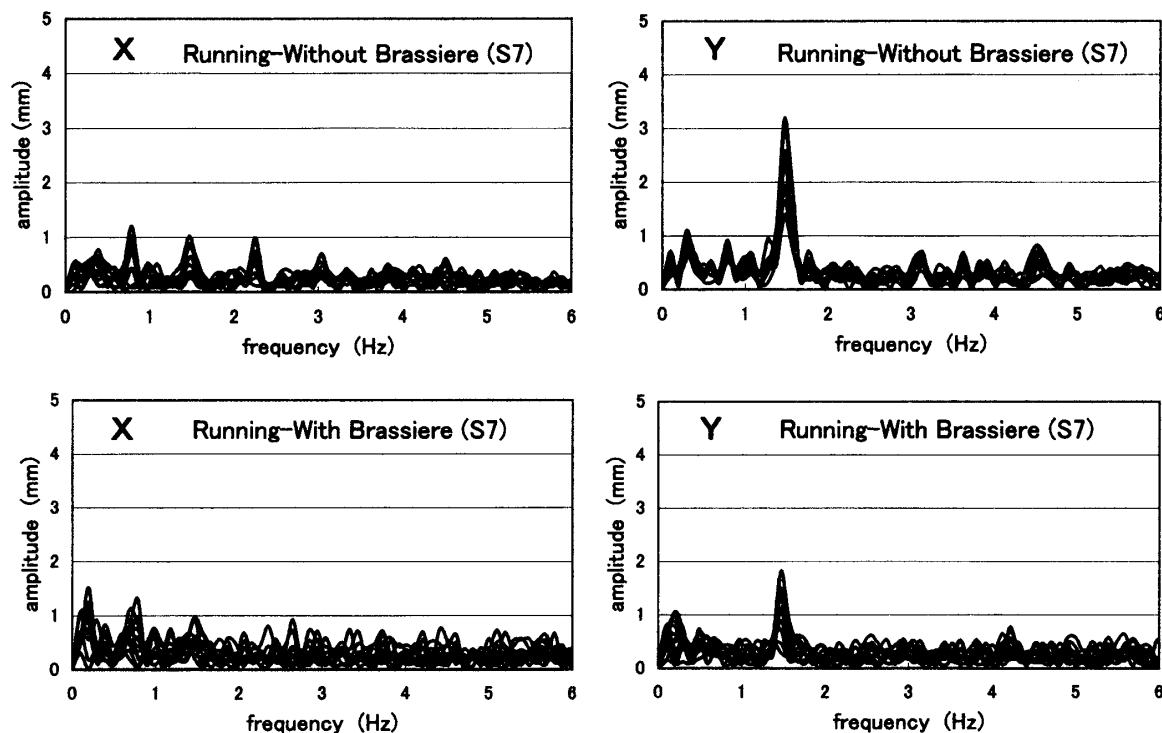 X Running-Without Brassiere (S7)
amplitude (mm)
5
4
3
2
1
0
0 1 2 3 4 5 6
frequency (Hz)
Y Running-Without Brassiere (S7)
amplitude (mm)
5
4
3
2
1
0
0 1 2 3 4 5 6
frequency (Hz)
X Running-With Brassiere (S7)
amplitude (mm)
5
4
3
2
1
0
0 1 2 3 4 5 6
frequency (Hz)
Y Running-With Brassiere (S7)
amplitude (mm)
5
4
3
2
1
0
0 1 2 3 4 5 6
frequency (Hz)